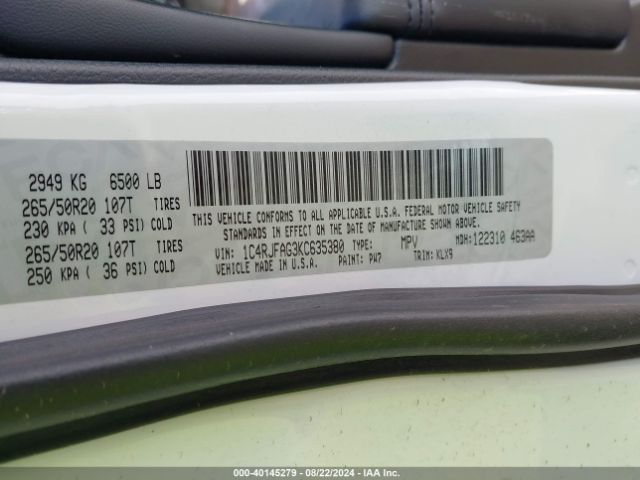 2949 KG 6500 LB
265/50R20 107T TIRES
230 KPA ( 33 PSI) COLD
265/50R20 107T TIRES
250 KPA ( 36 PSI) COLD
THIS VEHICLE CONFORMS TO ALL APPLICABLE U.S.A. FEDERAL MOTOR VEHICLE SAFETY
STANDARDS IN EFFECT ON THE DATE OF MANUFACTURE SHOWN ABOVE.
VIN: 1C4RJFAG3KC635380 TYPE: MPV MDH:122310 463AA
VEHICLE MADE IN U.S.A. PAINT: PW7 TRIM: KLX9
© - 40145279 - 08/22/2024 - IAA Inc.